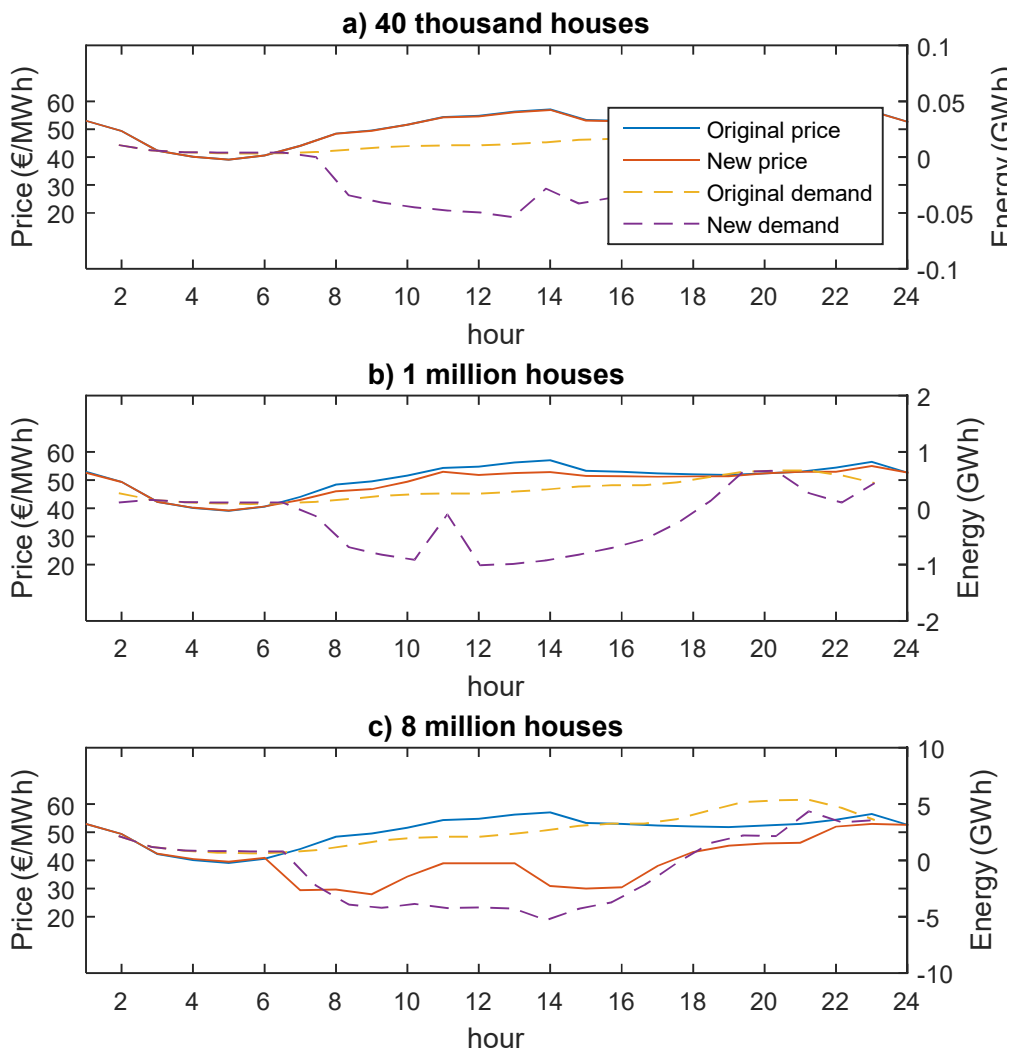 a) 40 thousand houses
Price (€/MWh)
60
50
40
30
20
0.1
0.05
0
-0.05
-0.1
Energy (GWh)
Original price
New price
Original demand
New demand
2 4 6 8 10 12 14 16 18 20 22 24
hour
b) 1 million houses
Price (€/MWh)
60
50
40
30
20
2
1
0
-1
-2
Energy (GWh)
2 4 6 8 10 12 14 16 18 20 22 24
hour
c) 8 million houses
Price (€/MWh)
60
50
40
30
20
10
5
0
-5
-10
Energy (GWh)
2 4 6 8 10 12 14 16 18 20 22 24
hour